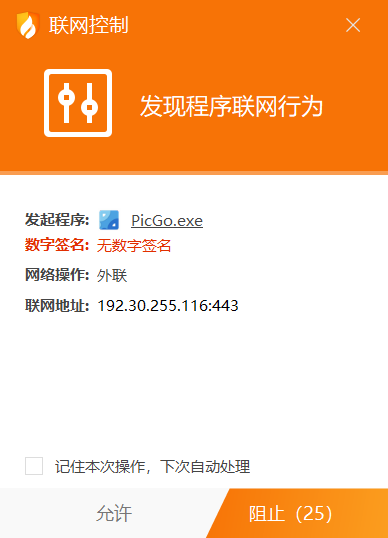 联网控制
发现程序联网行为
发起程序: PicGo.exe
数字签名: 无数字签名
网络操作: 外联
联网地址: 192.30.255.116:443
记住本次操作，下次自动处理
允许
阻止（25）